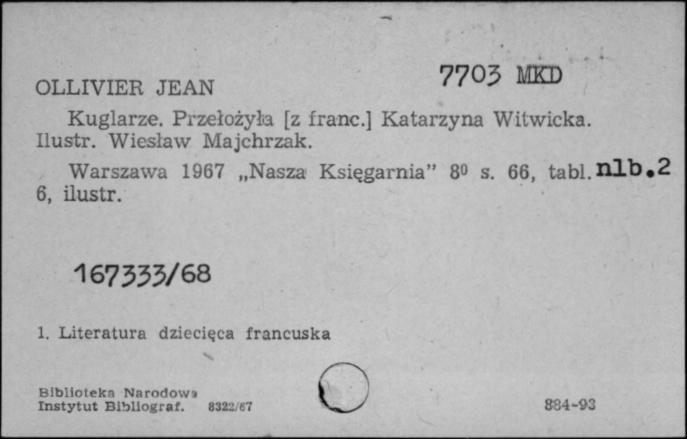 7703 MKD
OLLIVIER JEAN
Kuglarze. Przełożyła [z franc.] Katarzyna Witwicka.
Ilustr. Wiesław Majchrzak.
Warszawa 1967 „Nasza Księgarnia” 8⁰ s. 66, tabl. nlb.2
6, ilustr.
167333/68
1. Literatura dziecięca francuska
Biblioteka Narodowa
Instytut Bibliograf. 8322/67
884-93